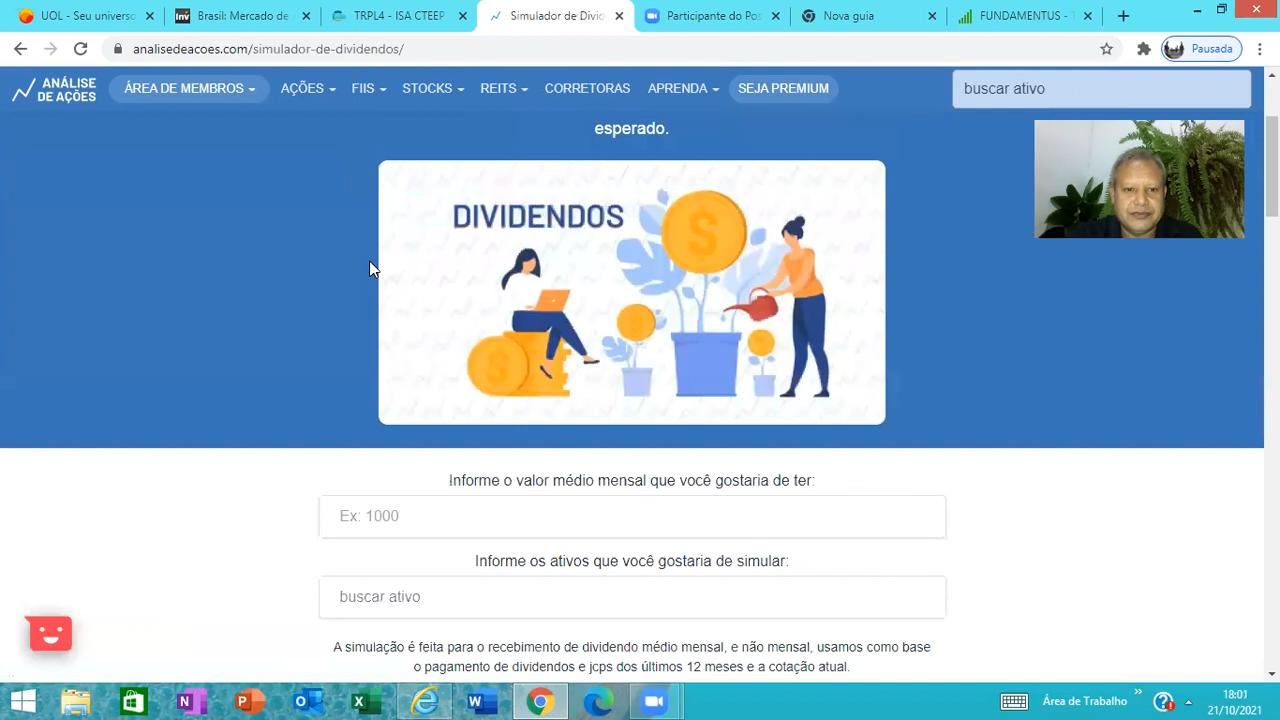 UOL - Seu universo
Inv
Brasil: Mercado de
TRPL4 - ISA CTEEP
Simulador de Divid
Participante do Pos
Nova guia
FUNDAMENTUS -
analisedeacoes.com/simulador-de-dividendos/
Pausada
ANÁLISE
DE AÇÕES
ÁREA DE MEMBROS
AÇÕES
FIIS
STOCKS
REITS
CORRETORAS
APRENDA
SEJA PREMIUM
buscar ativo
esperado.
DIVIDENDOS
Informe o valor médio mensal que você gostaria de ter:
Ex: 1000
Informe os ativos que você gostaria de simular:
buscar ativo
A simulação é feita para o recebimento de dividendo médio mensal, e não mensal, usamos como base
o pagamento de dividendos e jcps dos últimos 12 meses e a cotação atual.
Área de Trabalho
18:01
21/10/2021